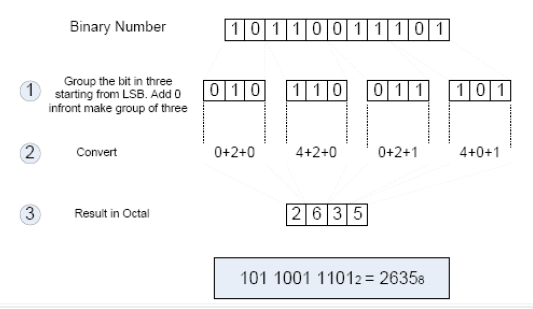 Binary Number 1 0 1 1 0 0 1 1 1 0 1
1 Group the bit in three
starting from LSB. Add 0
infront make group of three
0 1 0 1 1 0 0 1 1 1 0 1
2 Convert 0+2+0 4+2+0 0+2+1 4+0+1
3 Result in Octal 2 6 3 5
101 1001 1101₂ = 2635₈